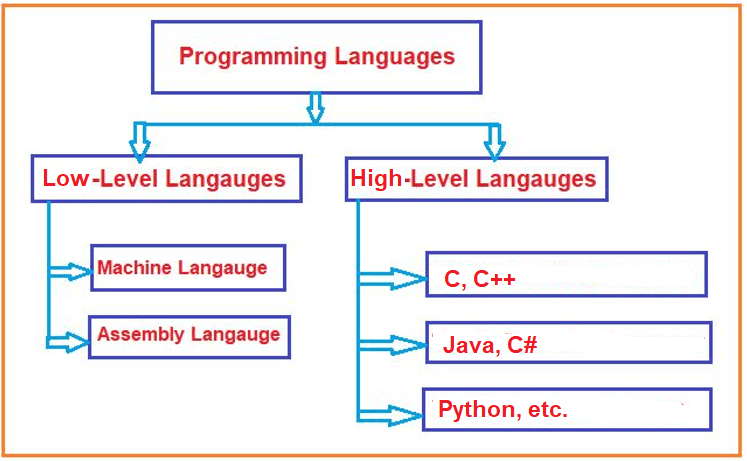 Programming Languages
Low-Level Langauges
High-Level Langauges
Machine Langauge
Assembly Langauge
C, C++
Java, C#
Python, etc.